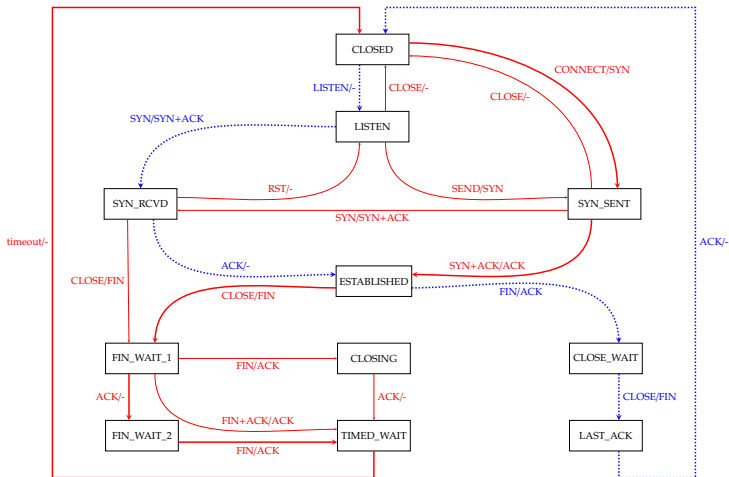 CLOSED
CONNECT/SYN
LISTEN/-
CLOSE/-
CLOSE/-
SYN/SYN+ACK
LISTEN
RST/-
SEND/SYN
SYN_RCVD
SYN_SENT
SYN/SYN+ACK
timeout/-
ACK/-
ACK/-
SYN+ACK/ACK
CLOSE/FIN
ESTABLISHED
CLOSE/FIN
FIN/ACK
FIN_WAIT_1
CLOSING
CLOSE_WAIT
FIN/ACK
ACK/-
ACK/-
CLOSE/FIN
FIN+ACK/ACK
FIN_WAIT_2
TIMED_WAIT
LAST_ACK
FIN/ACK